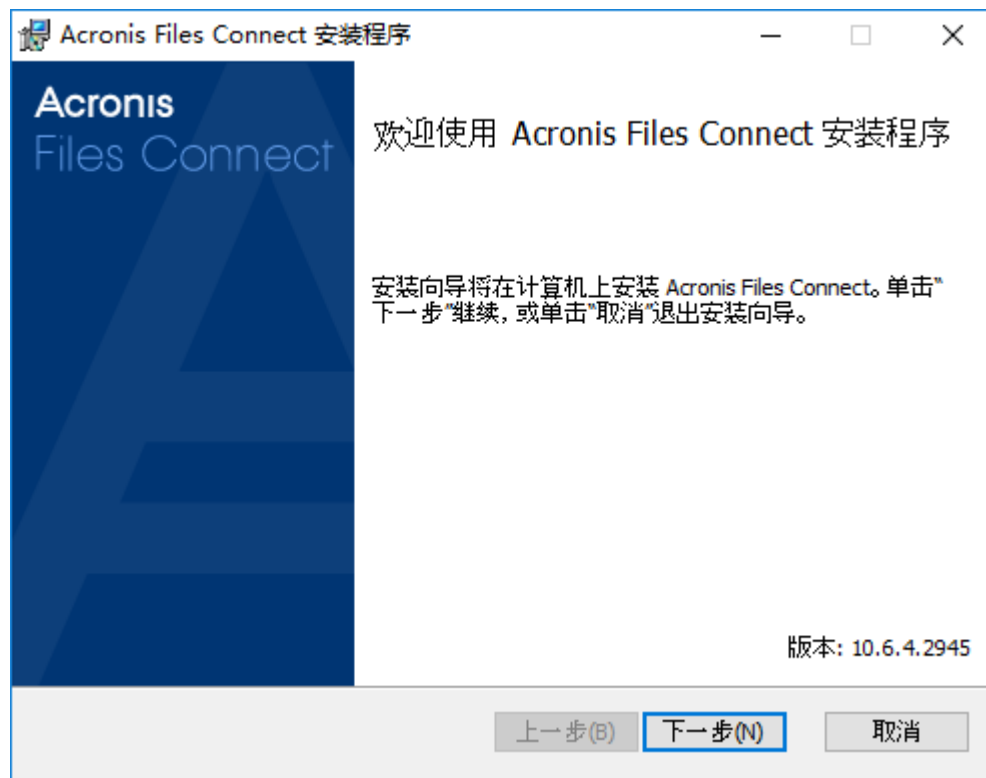 Acronis Files Connect 安装程序
Acronis
Files Connect
欢迎使用 Acronis Files Connect 安装程序
安装向导将在计算机上安装 Acronis Files Connect。单击“
下一步”继续, 或单击“取消”退出安装向导。
版本: 10.6.4.2945
上一步(B) 下一步(N) 取消